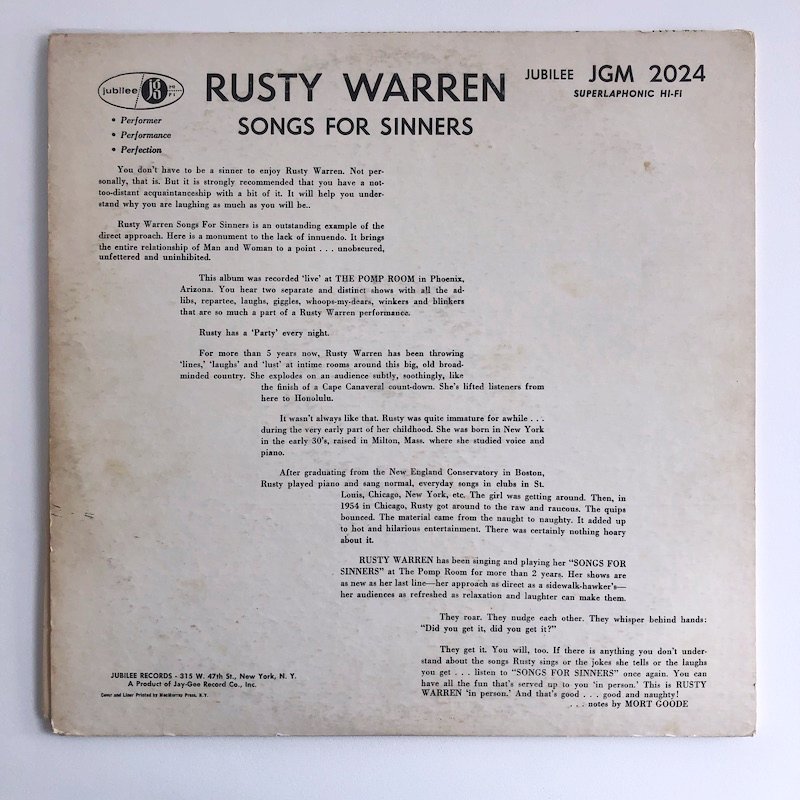 jubilee jg HI FI
RUSTY WARREN
JUBILEE JGM 2024
SUPERLAPHONIC HI-FI
SONGS FOR SINNERS
• Performer
• Performance
• Perfection
You don't have to be a sinner to enjoy Rusty Warren. Not per-
sonally, that is. But it is strongly recommended that you have a not-
too-distant acquaintanceship with a bit of it. It will help you under-
stand why you are laughing as much as you will be..
Rusty Warren Songs For Sinners is an outstanding example of the
direct approach. Here is a monument to the lack of innuendo. It brings
the entire relationship of Man and Woman to a point . . . unobscured,
unfettered and uninhibited.
This album was recorded 'live' at THE POMP ROOM in Phoenix,
Arizona. You hear two separate and distinct shows with all the ad-
libs, repartee, laughs, giggles, whoops-my-dears, winkers and blinkers
that are so much a part of a Rusty Warren performance.
Rusty has a 'Party' every night.
For more than 5 years now, Rusty Warren has been throwing
'lines,' 'laughs' and 'lust' at intime rooms around this big, old broad-
minded country. She explodes on an audience subtly, soothingly, like
the finish of a Cape Canaveral count-down. She's lifted listeners from
here to Honolulu.
It wasn't always like that. Rusty was quite immature for awhile . . .
during the very early part of her childhood. She was born in New York
in the early 30's, raised in Milton, Mass. where she studied voice and
piano.
After graduating from the New England Conservatory in Boston,
Rusty played piano and sang normal, everyday songs in clubs in St.
Louis, Chicago, New York, etc. The girl was getting around. Then, in
1954 in Chicago, Rusty got around to the raw and raucous. The quips
bounced. The material came from the naught to naughty. It added up
to hot and hilarious entertainment. There was certainly nothing hoary
about it.
RUSTY WARREN has been singing and playing her "SONGS FOR
SINNERS" at The Pomp Room for more than 2 years. Her shows are
as new as her last line—her approach as direct as a sidewalk-hawker's—
her audiences as refreshed as relaxation and laughter can make them.
They roar. They nudge each other. They whisper behind hands:
"Did you get it, did you get it?"
They get it. You will, too. If there is anything you don't under-
stand about the songs Rusty sings or the jokes she tells or the laughs
you get . . . listen to "SONGS FOR SINNERS" once again. You can
have all the fun that's served up to you 'in person.' This is RUSTY
WARREN 'in person.' And that's good . . . good and naughty!
. . . notes by MORT GOODE
JUBILEE RECORDS - 315 W. 47th St., New York, N. Y.
A Product of Jay-Gee Record Co., Inc.
Cover and Liner Printed by MacMurray Press, N.Y.